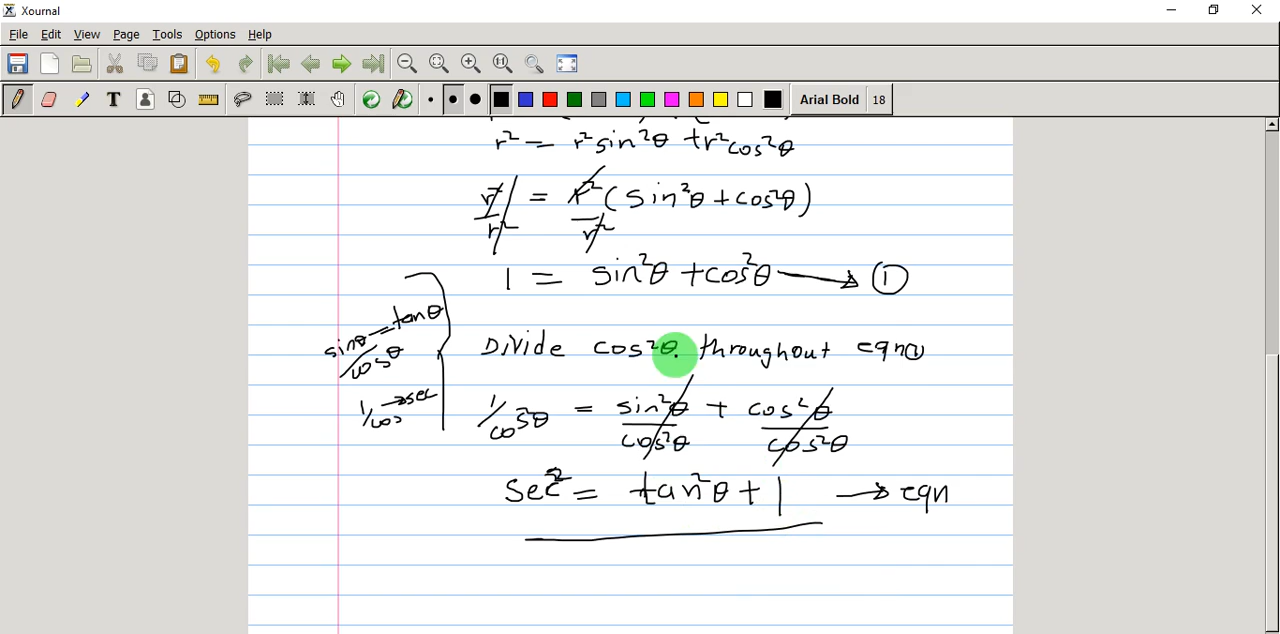 Xournal
File Edit View Page Tools Options Help
Arial Bold 18
r² = r²sin²θ + r²cos²θ
r²/r² = r²/r² (sin²θ + cos²θ)
1 = sin²θ + cos²θ → ①
sinθ/cosθ = tanθ
1/cos → sec
Divide cos²θ throughout eqn①
1/cos²θ = sin²θ/cos²θ + cos²θ/cos²θ
sec² = tan²θ + 1 → eqn